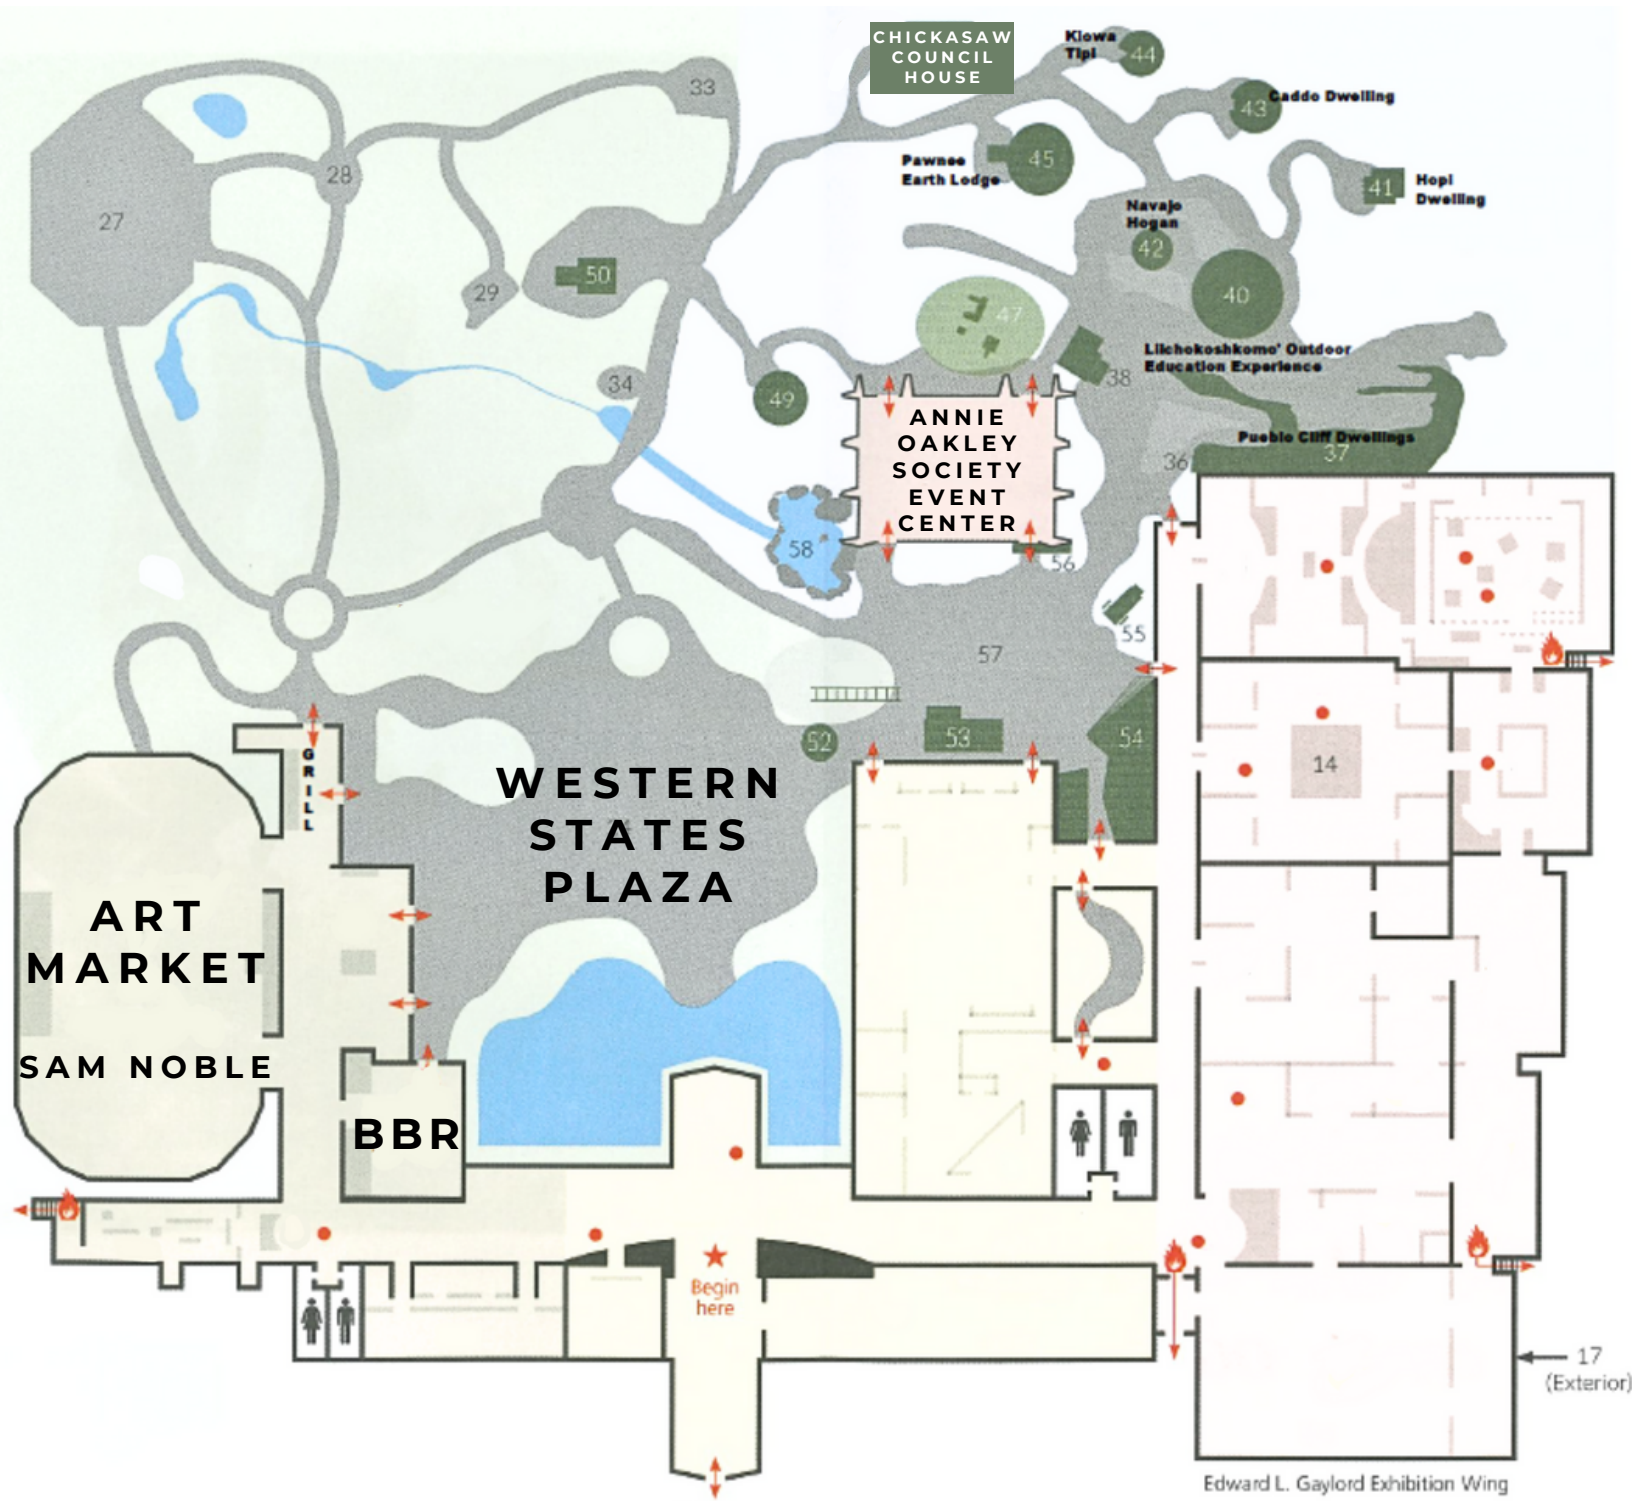 CHICKASAW
COUNCIL
HOUSE
Kiowa
Tipi
44
33
43
Caddo Dwelling
45
Pawnee
Earth Lodge
28
41
Hopi
Dwelling
27
Navajo
Hogan
42
50
29
40
47
Liichokoshkomo' Outdoor
Education Experience
38
34
49
ANNIE
OAKLEY
SOCIETY
EVENT
CENTER
Pueblo Cliff Dwellings
37
36
58
56
55
57
52
53
54
14
GRILL
WESTERN
STATES
PLAZA
ART
MARKET
SAM NOBLE
BBR
Begin
here
17
(Exterior)
Edward L. Gaylord Exhibition Wing